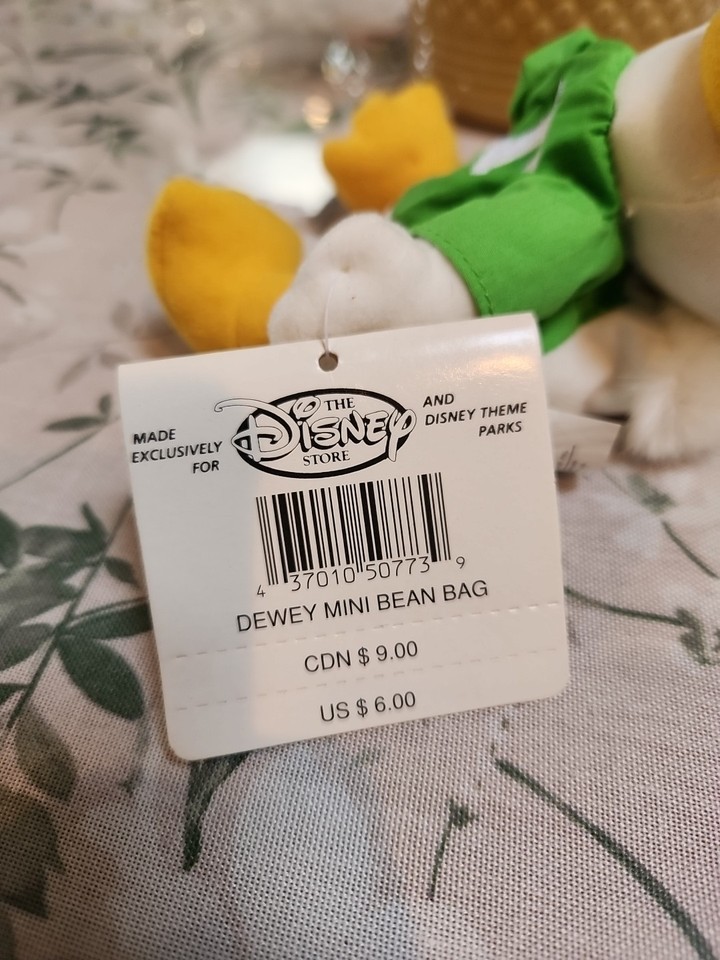 MADE
EXCLUSIVELY
FOR
THE
DISNEY
STORE
AND
DISNEY THEME
PARKS
4 37010 50773 9
DEWEY MINI BEAN BAG
CDN $ 9.00
US $ 6.00